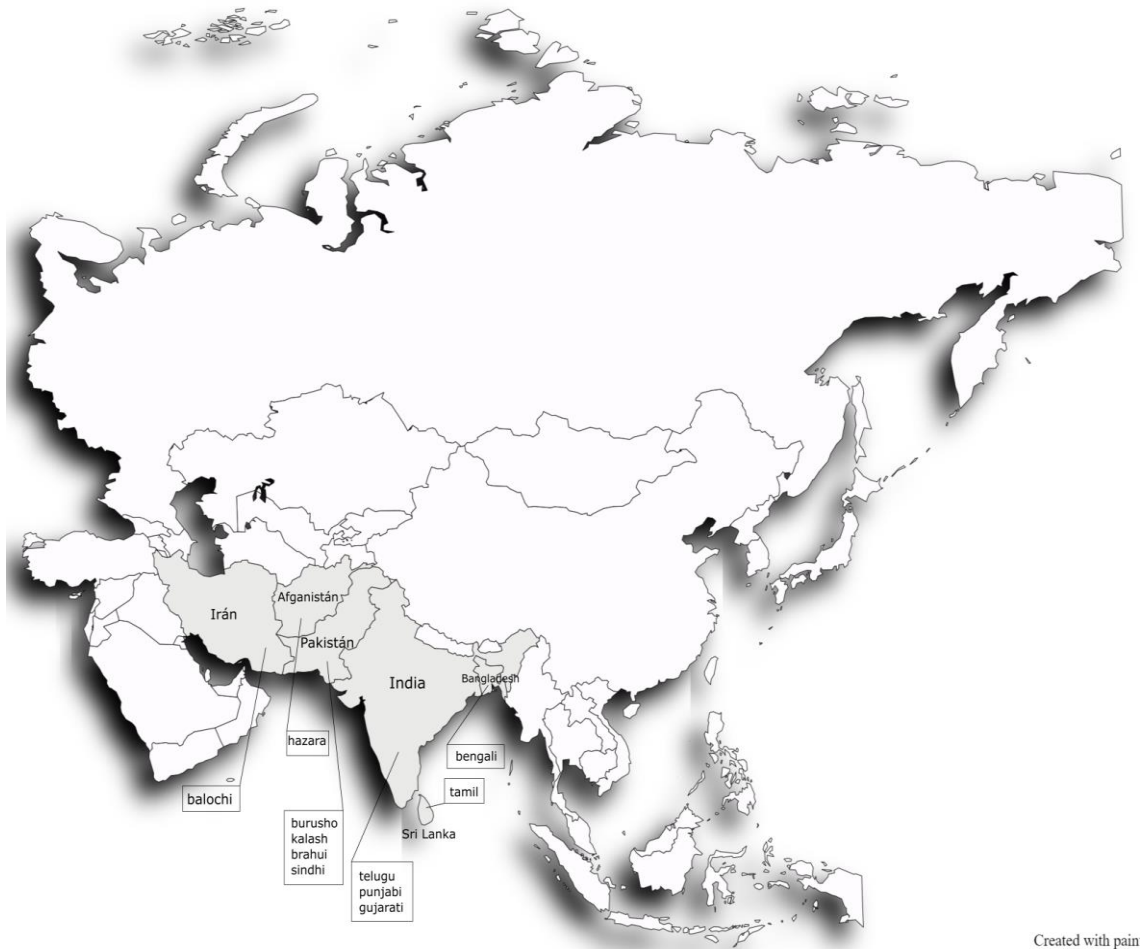 Irán
Afganistán
Pakistán
India
Bangladesh
hazara
bengali
balochi
tamil
burusho
kalash
brahui
sindhi
Sri Lanka
telugu
punjabi
gujarati
Created with pain